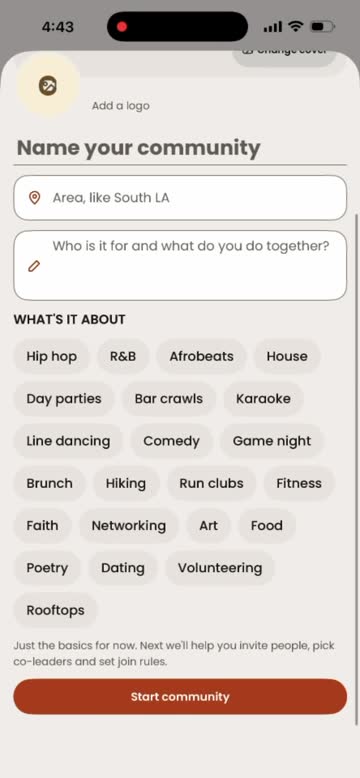 4:43
Change cover
Add a logo
Name your community
Area, like South LA
Who is it for and what do you do together?
WHAT'S IT ABOUT
Hip hop R&B Afrobeats House
Day parties Bar crawls Karaoke
Line dancing Comedy Game night
Brunch Hiking Run clubs Fitness
Faith Networking Art Food
Poetry Dating Volunteering
Rooftops
Just the basics for now. Next we'll help you invite people, pick
co-leaders and set join rules.
Start community